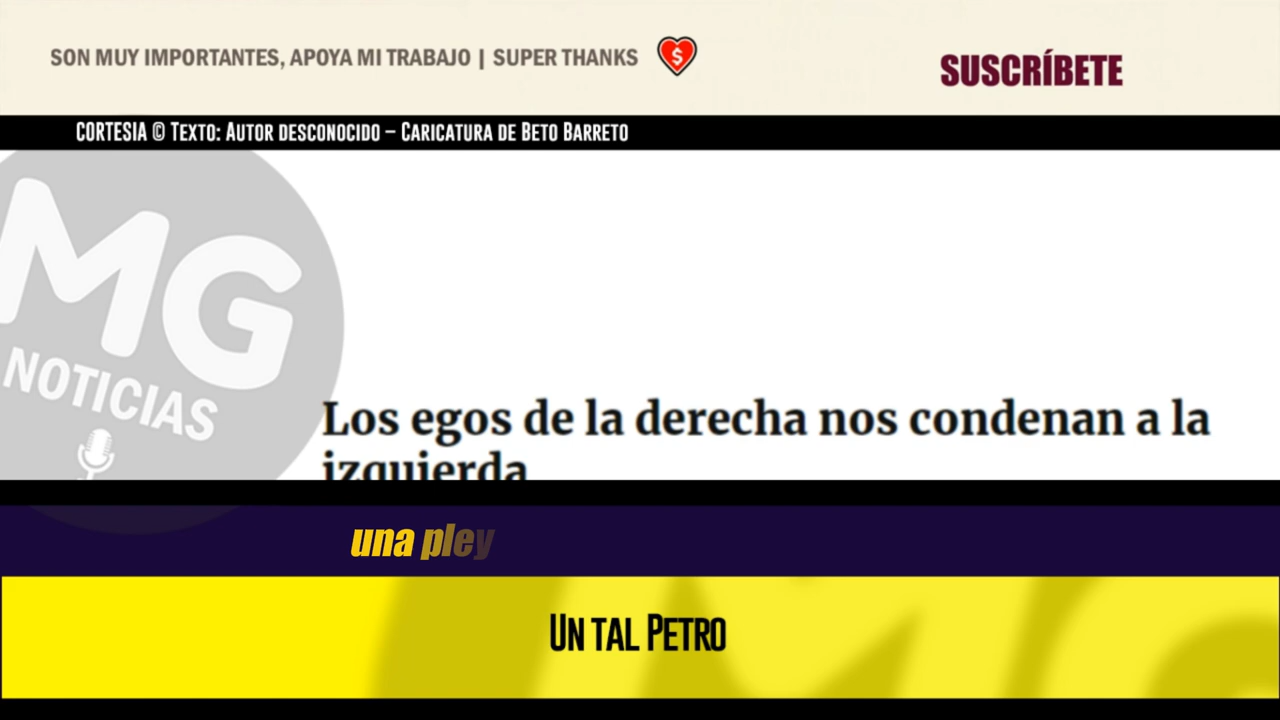 SON MUY IMPORTANTES, APOYA MI TRABAJO | SUPER THANKS $
SUSCRÍBETE
CORTESIA © TEXTO: AUTOR DESCONOCIDO – CARICATURA DE BETO BARRETO
MG
NOTICIAS
Los egos de la derecha nos condenan a la
izquierda
una pley
UN TAL PETRO